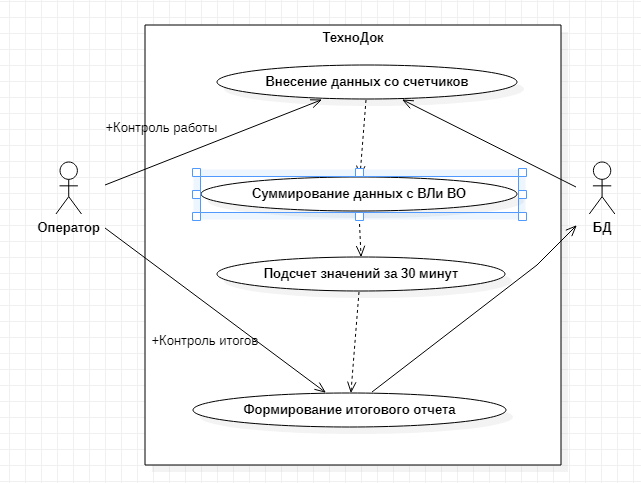 ТехноДок
Внесение данных со счетчиков
+Контроль работы
Суммирование данных с ВЛи ВО
Оператор
БД
Подсчет значений за 30 минут
+Контроль итогов
Формирование итогового отчета